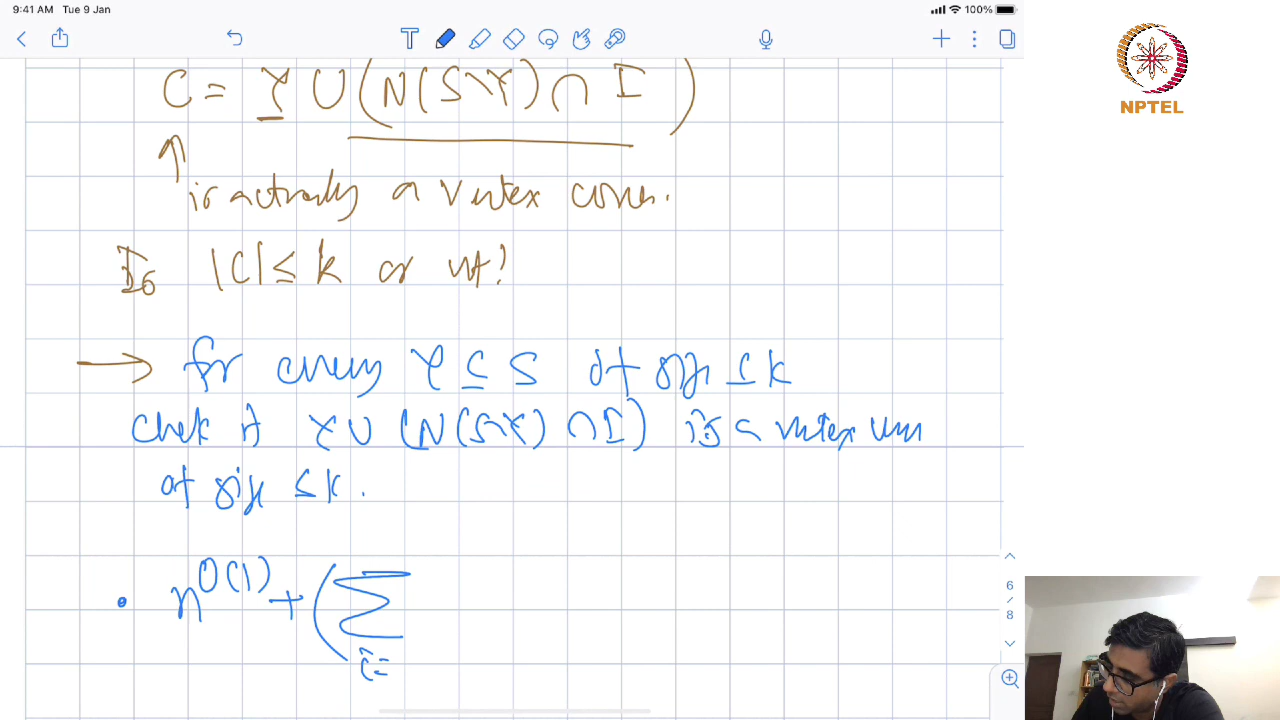 9:41 AM Tue 9 Jan
100%
NPTEL
C = Y ∪ (N(S\Y) ∩ I)
is actually a vertex cover.
Is |C| ≤ k or not?
→ for every Y ⊆ S of size ≤ k
Check if Y ∪ (N(S\Y) ∩ I) is a vertex cover
of size ≤ k.
• n^{O(1)} + (∑_{i=
6
/
8